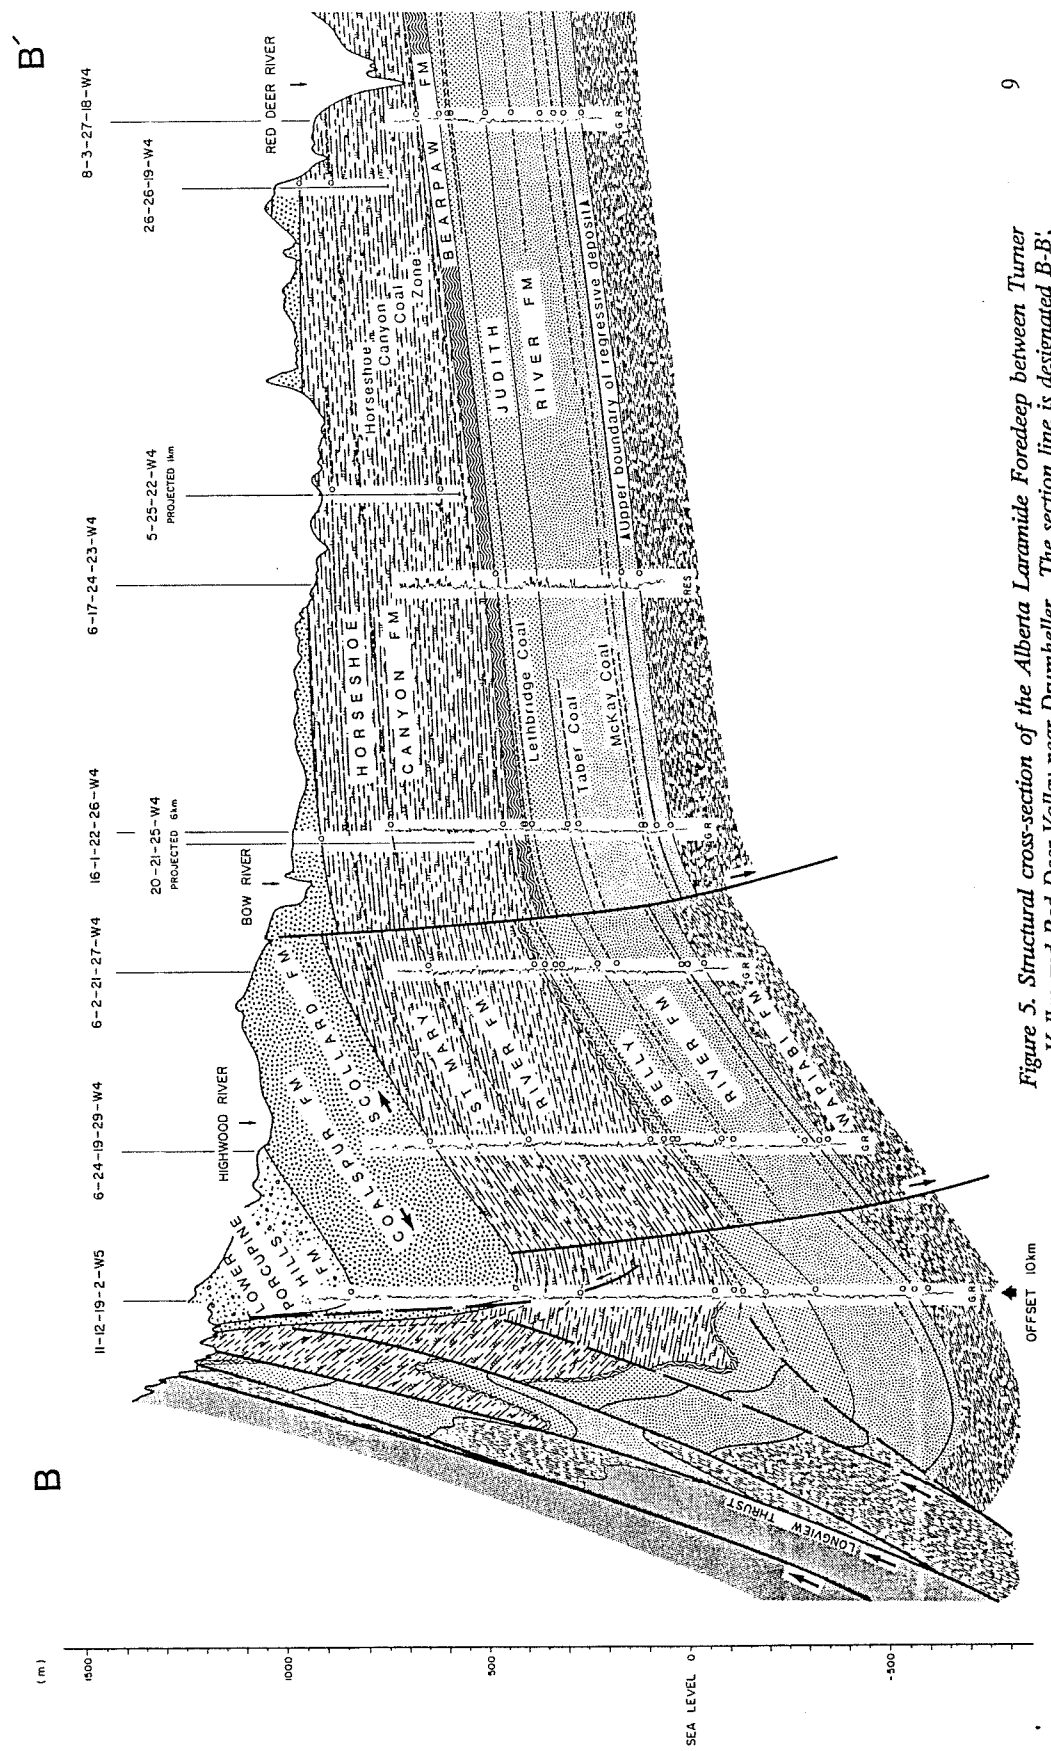 B
B′
11-12-19-2-W5
6-24-19-29-W4
HIGHWOOD RIVER
6-2-21-27-W4
BOW RIVER
20-21-25-W4
PROJECTED 6km
16-1-22-26-W4
6-17-24-23-W4
5-25-22-W4
PROJECTED 1km
26-26-19-W4
RED DEER RIVER
8-3-27-18-W4
(m)
1500
1000
500
SEA LEVEL 0
-500
LOWER
PORCUPINE
HILLS
FM
COALSPUR FM
SCOLLARD FM
ST MARY
RIVER FM
BELLY
RIVER FM
WAPIABI FM
HORSESHOE
CANYON FM
Horseshoe
Canyon
Coal
Zone
BEARPAW FM
JUDITH
RIVER FM
Lethbridge Coal
Taber Coal
McKay Coal
Upper boundary of regressive deposit
LONGVIEW THRUST
G.R.
G.R.
G.R.
G.R.
RES
G.R.
OFFSET 10km
Figure 5. Structural cross-section of the Alberta Laramide Foredeep between Turner
Valley and Red Deer Valley near Drumheller. The section line is designated B-B',
9